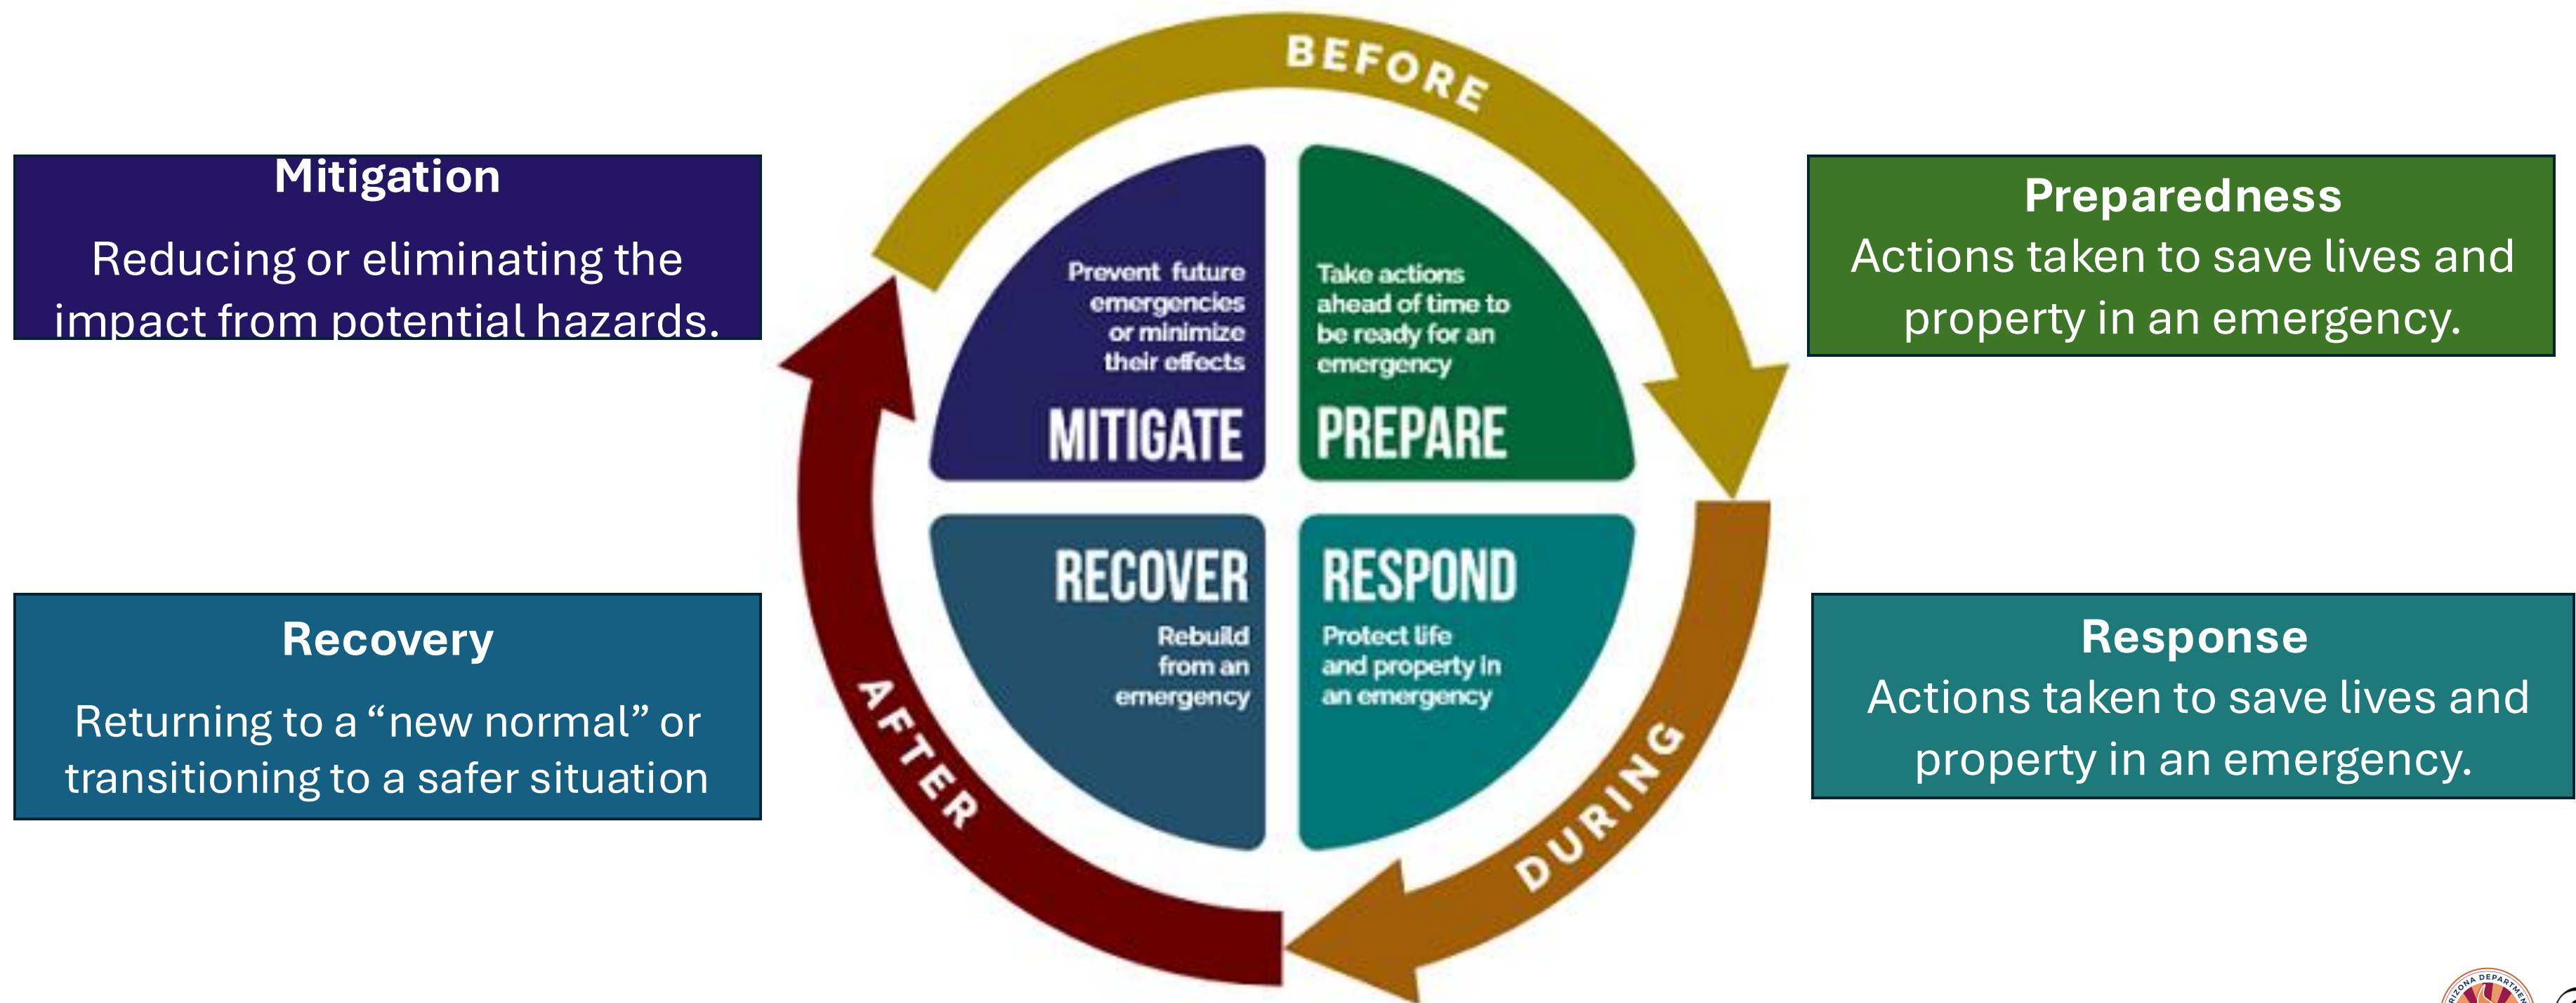 BEFORE
Mitigation
Reducing or eliminating the
impact from potential hazards.
Preparedness
Actions taken to save lives and
property in an emergency.
Prevent future
emergencies
or minimize
their effects
MITIGATE
Take actions
ahead of time to
be ready for an
emergency
PREPARE
RECOVER
Rebuild
from an
emergency
RESPOND
Protect life
and property in
an emergency
Recovery
Returning to a “new normal” or
transitioning to a safer situation
Response
Actions taken to save lives and
property in an emergency.
AFTER
DURING